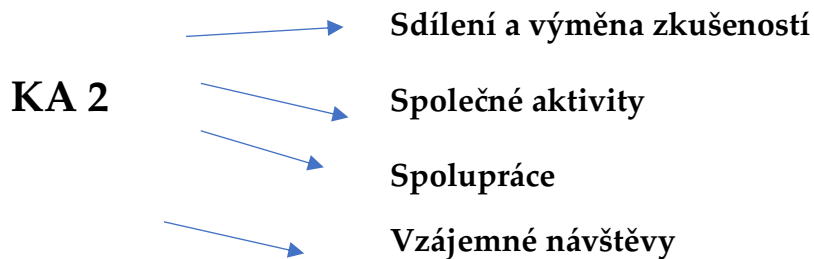 KA 2
Sdílení a výměna zkušeností
Společné aktivity
Spolupráce
Vzájemné návštěvy